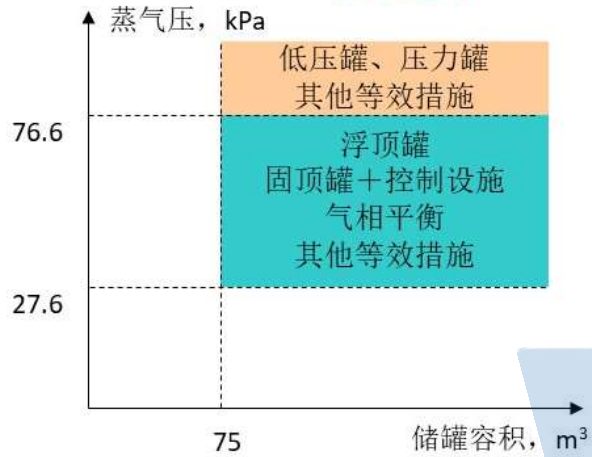 蒸气压，kPa
低压罐、压力罐
其他等效措施
76.6
浮顶罐
固顶罐＋控制设施
气相平衡
其他等效措施
27.6
75
储罐容积，m³